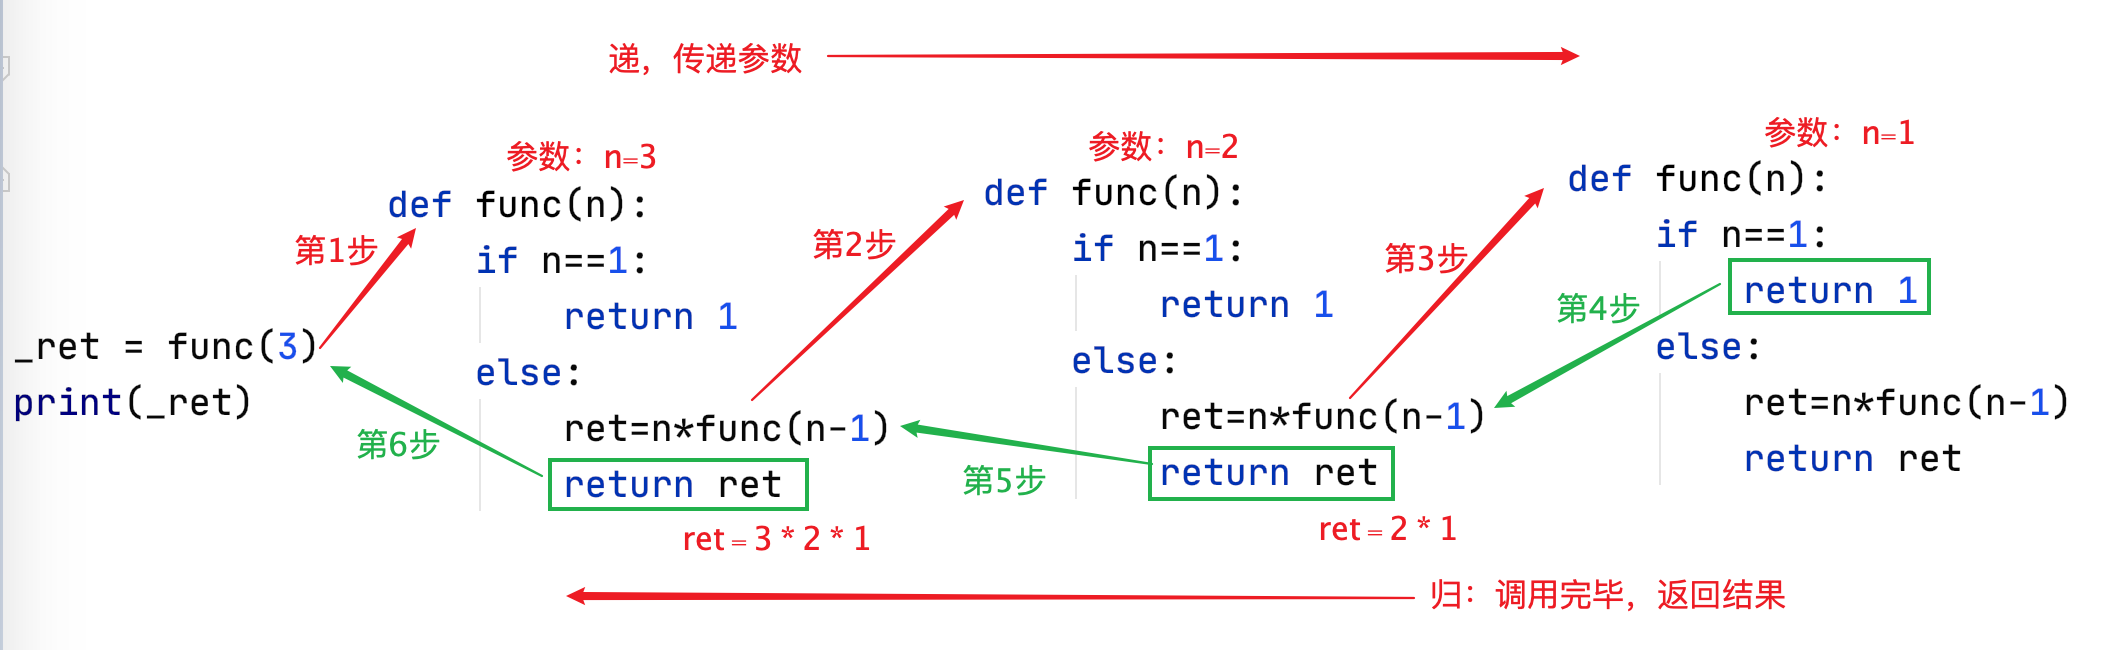 递，传递参数
_ret = func(3)
print(_ret)
第1步
第6步
参数：n=3
def func(n):
if n==1:
return 1
else:
ret=n*func(n-1)
return ret
ret = 3 * 2 * 1
第2步
第5步
参数：n=2
def func(n):
if n==1:
return 1
else:
ret=n*func(n-1)
return ret
ret = 2 * 1
第3步
第4步
参数：n=1
def func(n):
if n==1:
return 1
else:
ret=n*func(n-1)
return ret
归：调用完毕，返回结果